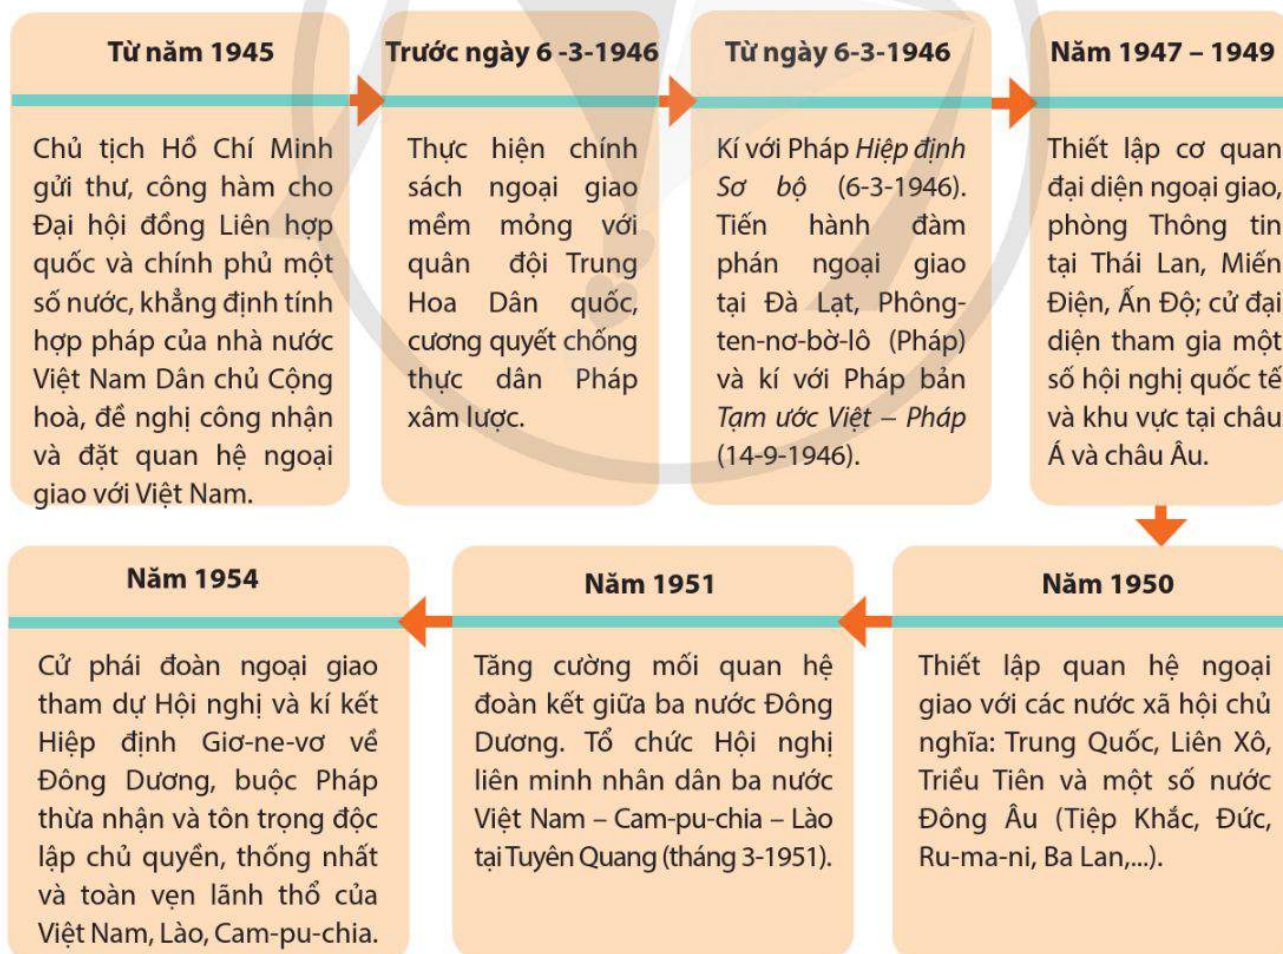 Từ năm 1945
Chủ tịch Hồ Chí Minh
gửi thư, công hàm cho
Đại hội đồng Liên hợp
quốc và chính phủ một
số nước, khẳng định tính
hợp pháp của nhà nước
Việt Nam Dân chủ Cộng
hoà, đề nghị công nhận
và đặt quan hệ ngoại
giao với Việt Nam.
Trước ngày 6 -3-1946
Thực hiện chính
sách ngoại giao
mềm mỏng với
quân đội Trung
Hoa Dân quốc,
cương quyết chống
thực dân Pháp
xâm lược.
Từ ngày 6-3-1946
Kí với Pháp Hiệp định
Sơ bộ (6-3-1946).
Tiến hành đàm
phán ngoại giao
tại Đà Lạt, Phông-
ten-nơ-bờ-lô (Pháp)
và kí với Pháp bản
Tạm ước Việt – Pháp
(14-9-1946).
Năm 1947 – 1949
Thiết lập cơ quan
đại diện ngoại giao,
phòng Thông tin
tại Thái Lan, Miến
Điện, Ấn Độ; cử đại
diện tham gia một
số hội nghị quốc tế
và khu vực tại châu
Á và châu Âu.
Năm 1950
Thiết lập quan hệ ngoại
giao với các nước xã hội chủ
nghĩa: Trung Quốc, Liên Xô,
Triều Tiên và một số nước
Đông Âu (Tiệp Khắc, Đức,
Ru-ma-ni, Ba Lan,...).
Năm 1951
Tăng cường mối quan hệ
đoàn kết giữa ba nước Đông
Dương. Tổ chức Hội nghị
liên minh nhân dân ba nước
Việt Nam – Cam-pu-chia – Lào
tại Tuyên Quang (tháng 3-1951).
Năm 1954
Cử phái đoàn ngoại giao
tham dự Hội nghị và kí kết
Hiệp định Giơ-ne-vơ về
Đông Dương, buộc Pháp
thừa nhận và tôn trọng độc
lập chủ quyền, thống nhất
và toàn vẹn lãnh thổ của
Việt Nam, Lào, Cam-pu-chia.